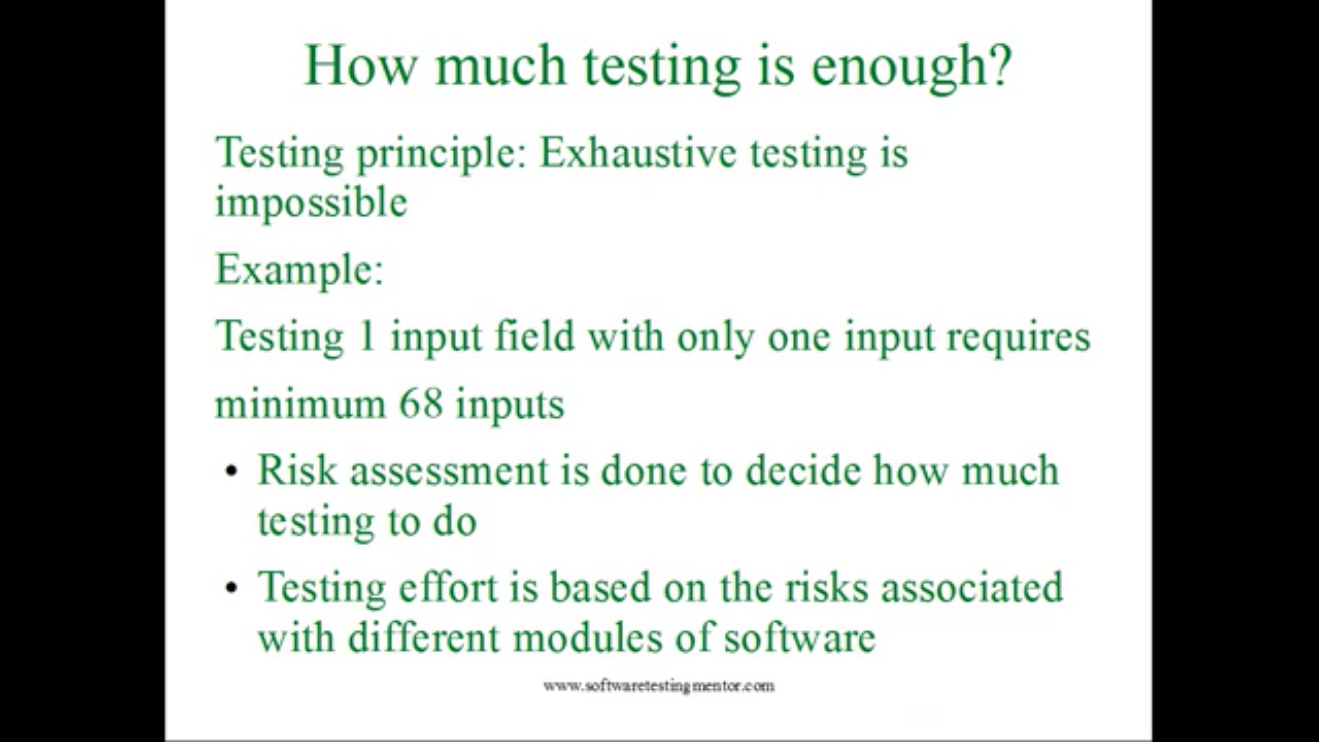 How much testing is enough?
Testing principle: Exhaustive testing is
impossible
Example:
Testing 1 input field with only one input requires
minimum 68 inputs
• Risk assessment is done to decide how much
testing to do
• Testing effort is based on the risks associated
with different modules of software
www.softwaretestingmentor.com